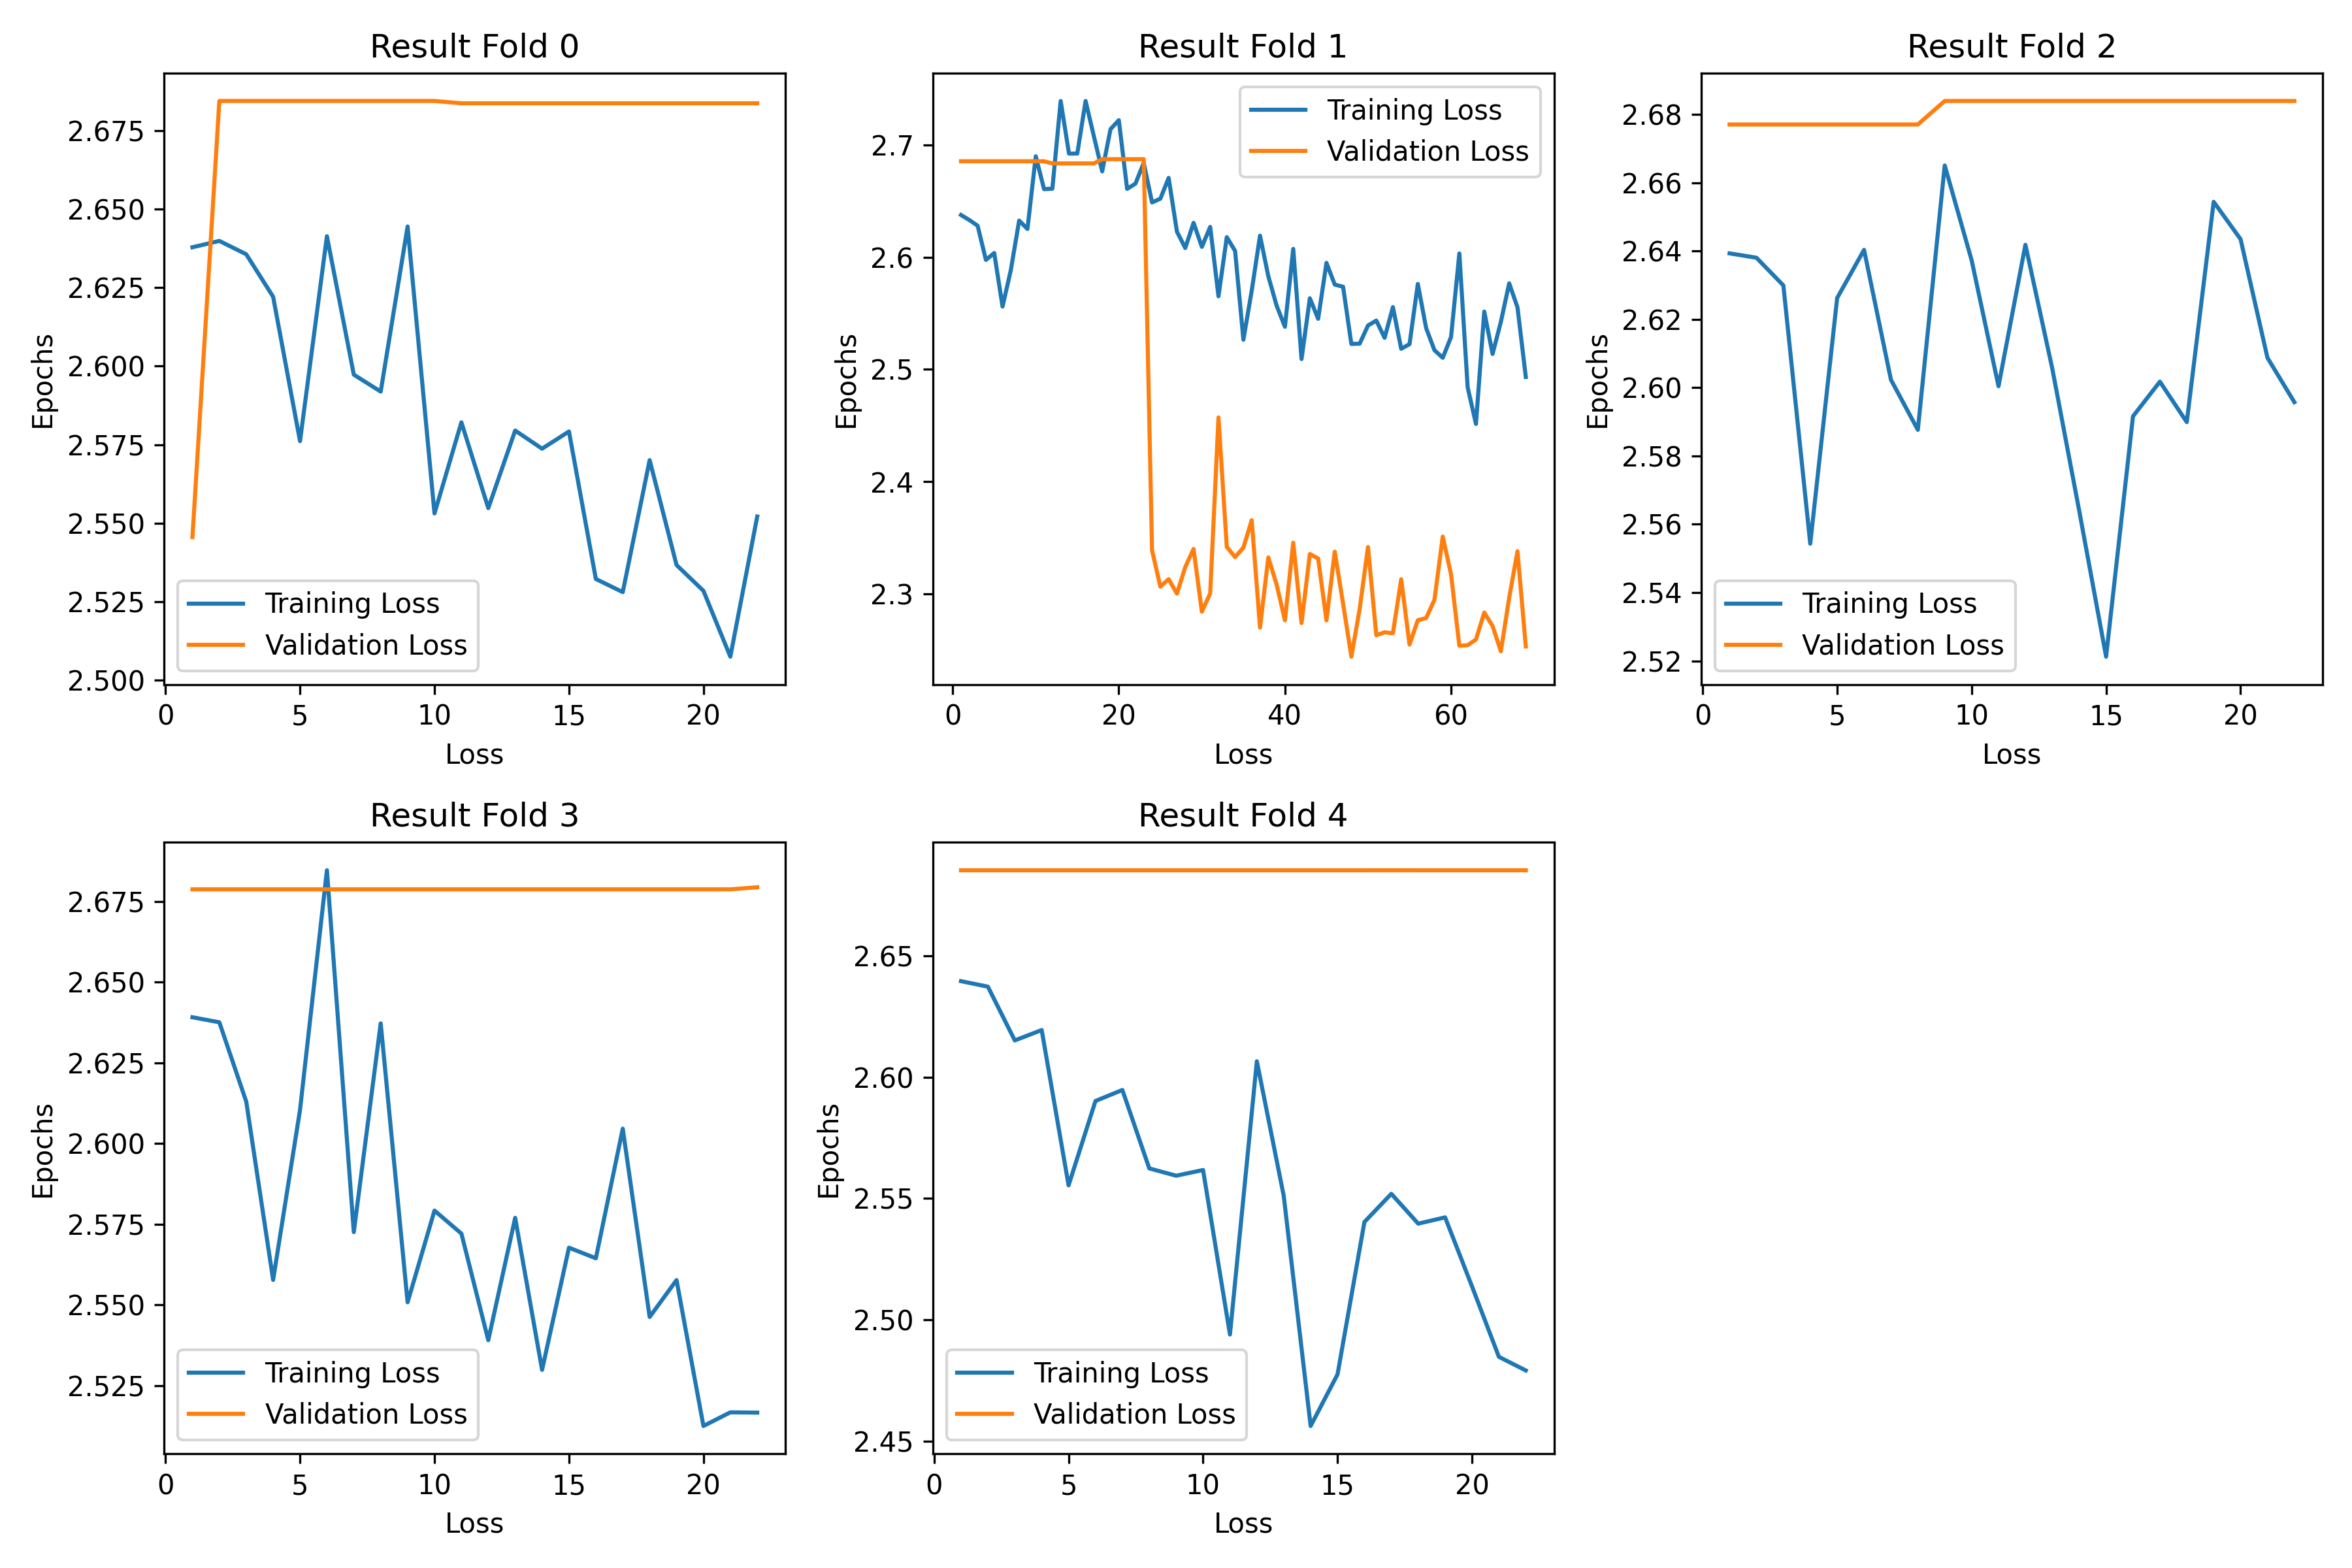 Result Fold 0
2.675
2.650
2.625
2.600
2.575
2.550
2.525
2.500
Epochs
Training Loss
Validation Loss
0 5 10 15 20
Loss
Result Fold 1
2.7
2.6
2.5
2.4
2.3
Epochs
Training Loss
Validation Loss
0 20 40 60
Loss
Result Fold 2
2.68
2.66
2.64
2.62
2.60
2.58
2.56
2.54
2.52
Epochs
Training Loss
Validation Loss
0 5 10 15 20
Loss
Result Fold 3
2.675
2.650
2.625
2.600
2.575
2.550
2.525
Epochs
Training Loss
Validation Loss
0 5 10 15 20
Loss
Result Fold 4
2.65
2.60
2.55
2.50
2.45
Epochs
Training Loss
Validation Loss
0 5 10 15 20
Loss